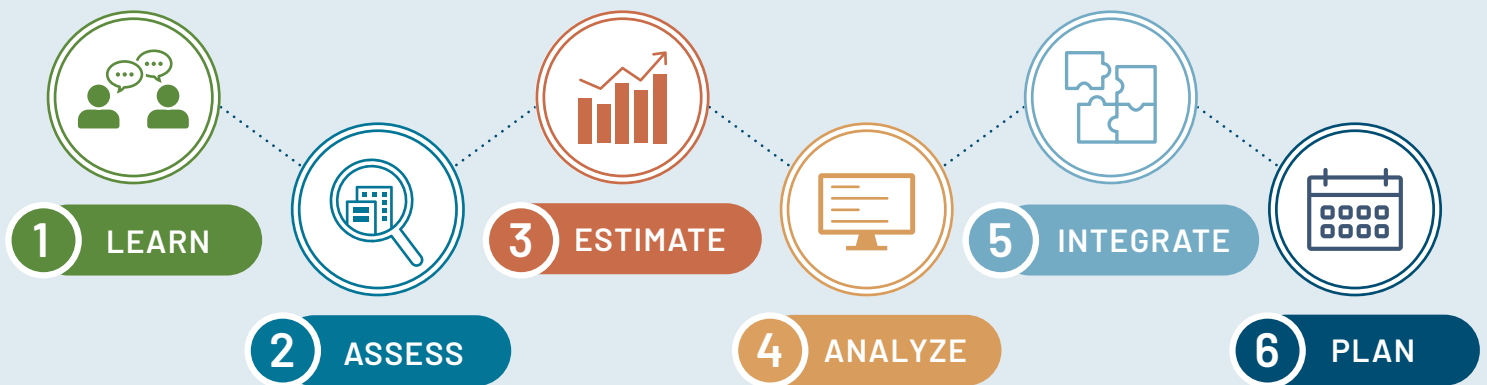 1 LEARN
2 ASSESS
3 ESTIMATE
4 ANALYZE
5 INTEGRATE
6 PLAN